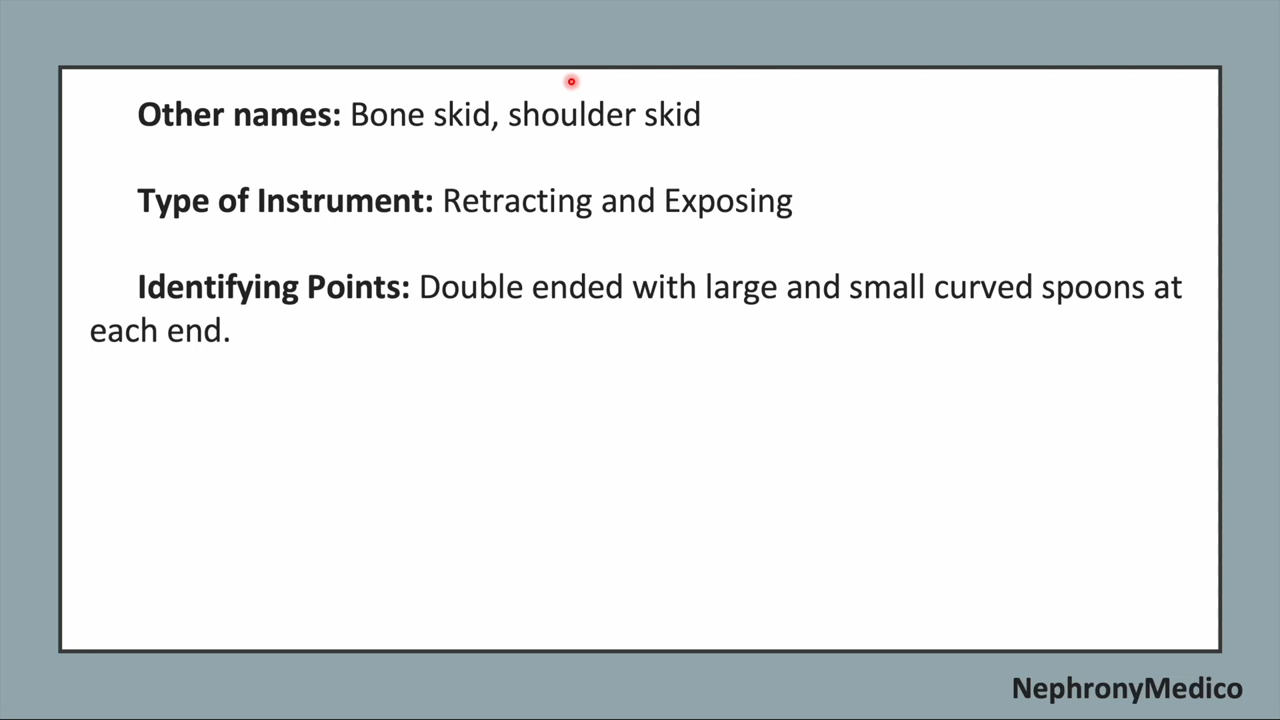 Other names: Bone skid, shoulder skid
Type of Instrument: Retracting and Exposing
Identifying Points: Double ended with large and small curved spoons at
each end.
NephronyMedico